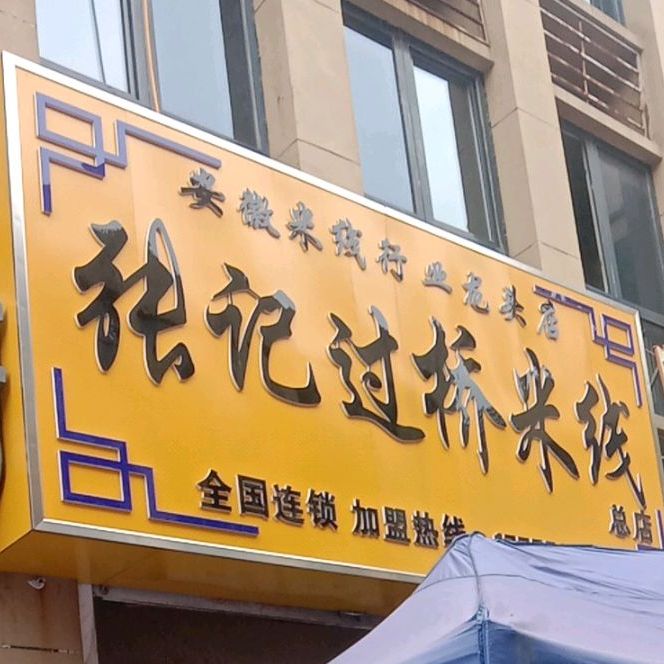 安徽米线行业龙头店
张记过桥米线
总店
全国连锁 加盟热线